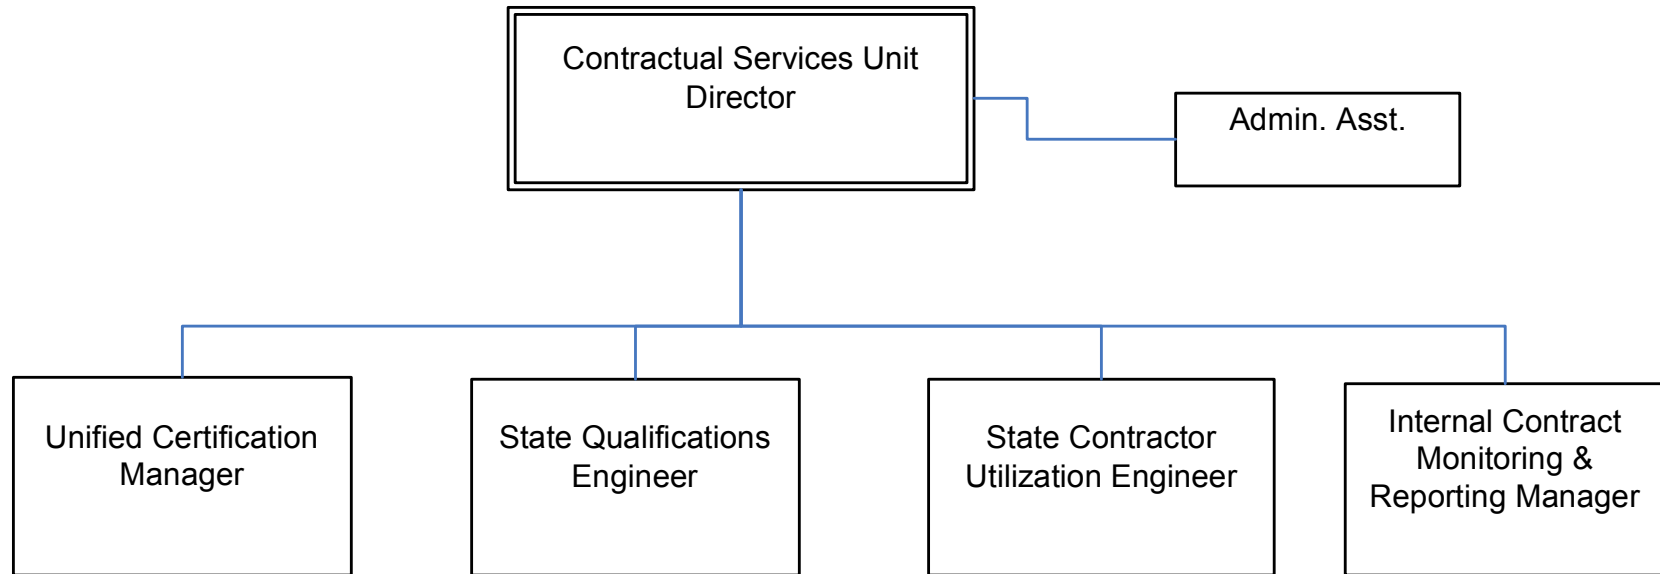 Contractual Services Unit
Director
Admin. Asst.
Unified Certification
Manager
State Qualifications
Engineer
State Contractor
Utilization Engineer
Internal Contract
Monitoring &
Reporting Manager